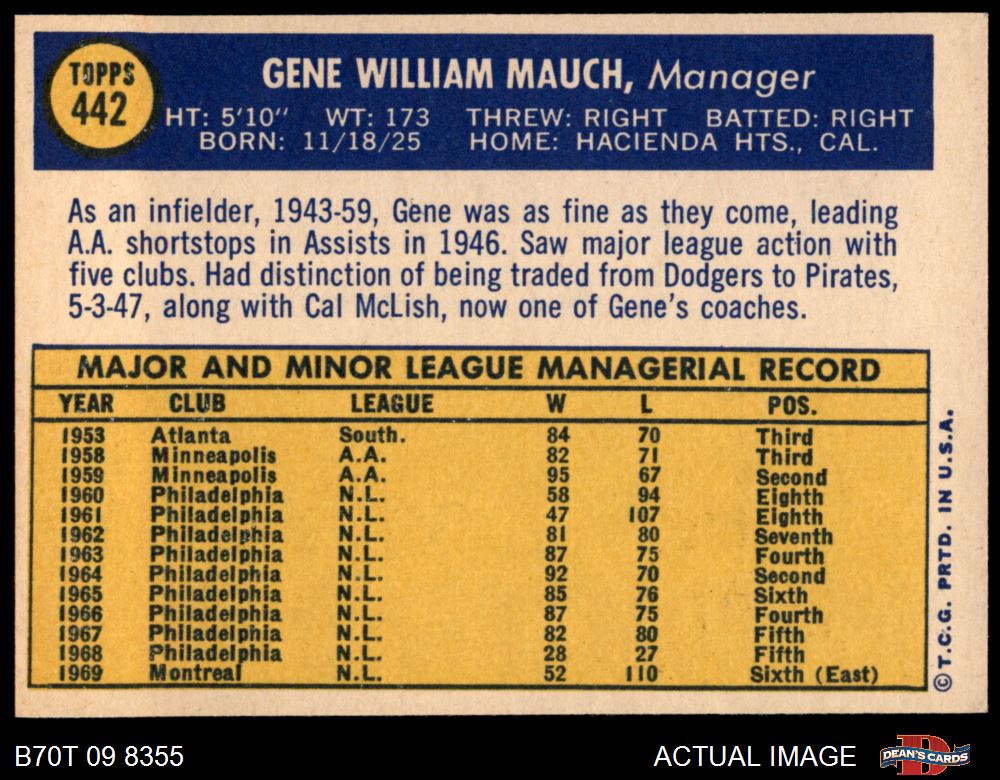 TOPPS
442
GENE WILLIAM MAUCH, Manager
HT: 5'10" WT: 173 THREW: RIGHT BATTED: RIGHT
BORN: 11/18/25 HOME: HACIENDA HTS., CAL.
As an infielder, 1943-59, Gene was as fine as they come, leading
A.A. shortstops in Assists in 1946. Saw major league action with
five clubs. Had distinction of being traded from Dodgers to Pirates,
5-3-47, along with Cal McLish, now one of Gene's coaches.
MAJOR AND MINOR LEAGUE MANAGERIAL RECORD
YEAR CLUB LEAGUE W L POS.
1953 Atlanta South. 84 70 Third
1958 Minneapolis A.A. 82 71 Third
1959 Minneapolis A.A. 95 67 Second
1960 Philadelphia N.L. 58 94 Eighth
1961 Philadelphia N.L. 47 107 Eighth
1962 Philadelphia N.L. 81 80 Seventh
1963 Philadelphia N.L. 87 75 Fourth
1964 Philadelphia N.L. 92 70 Second
1965 Philadelphia N.L. 85 76 Sixth
1966 Philadelphia N.L. 87 75 Fourth
1967 Philadelphia N.L. 82 80 Fifth
1968 Philadelphia N.L. 28 27 Fifth
1969 Montreal N.L. 52 110 Sixth (East)
©T.C.G. PRTD. IN U.S.A.
B70T 09 8355
ACTUAL IMAGE
D
DEAN'S CARDS